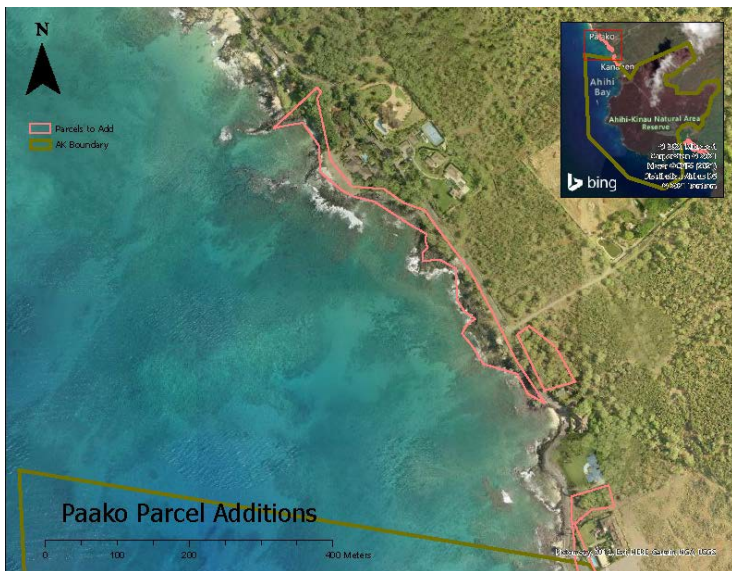 N
Parcels to Add
AK Boundary
Paako
Kanahena
Ahihi
Bay
Ahihi-Kinau Natural Area
Reserve
bing
Paako Parcel Additions
0 100 200 400 Meters